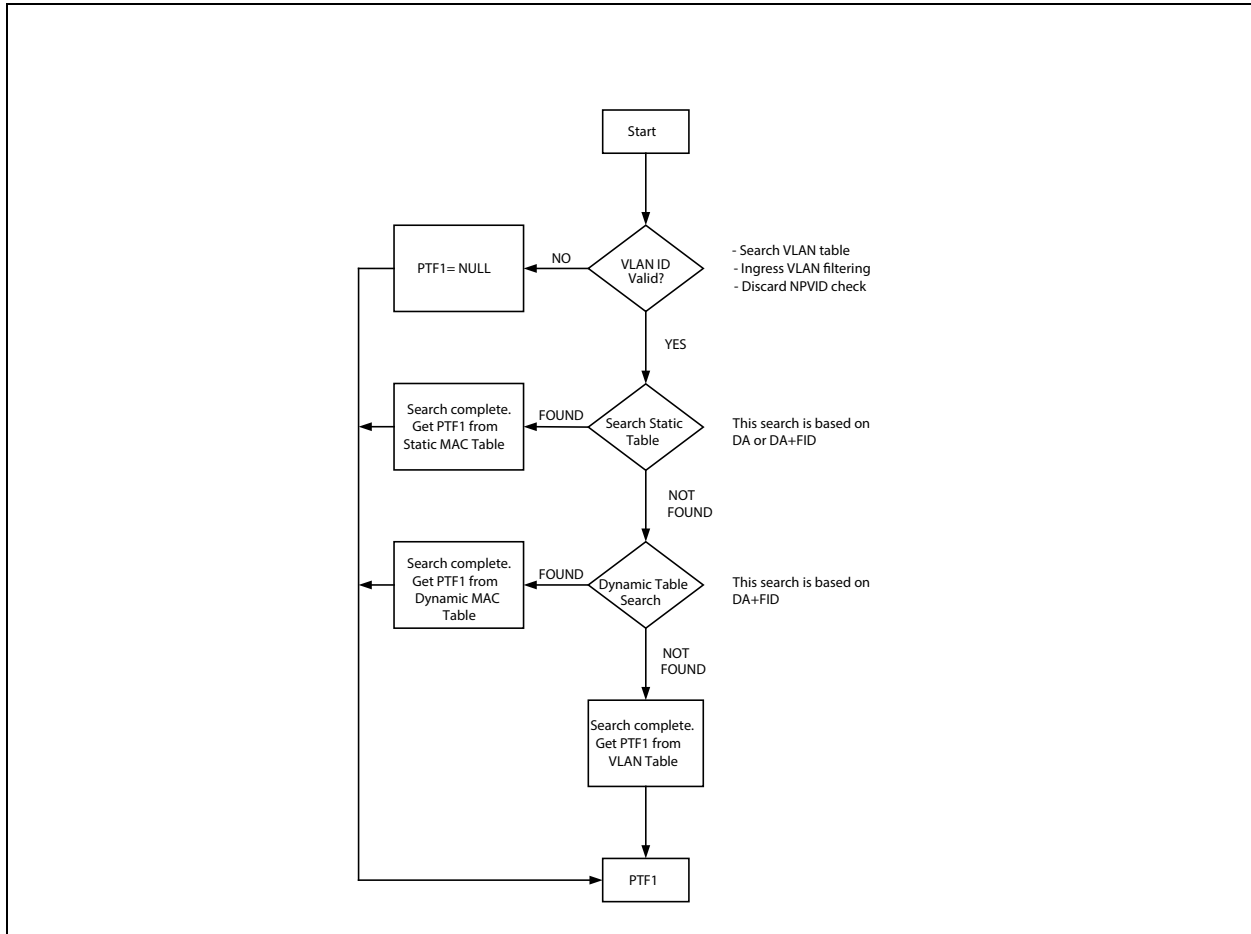 Start
PTF1= NULL
NO
VLAN ID
Valid?
- Search VLAN table
- Ingress VLAN filtering
- Discard NPVID check
YES
Search complete.
Get PTF1 from
Static MAC Table
FOUND
Search Static
Table
This search is based on
DA or DA+FID
NOT
FOUND
Search complete.
Get PTF1 from
Dynamic MAC
Table
FOUND
Dynamic Table
Search
This search is based on
DA+FID
NOT
FOUND
Search complete.
Get PTF1 from
VLAN Table
PTF1